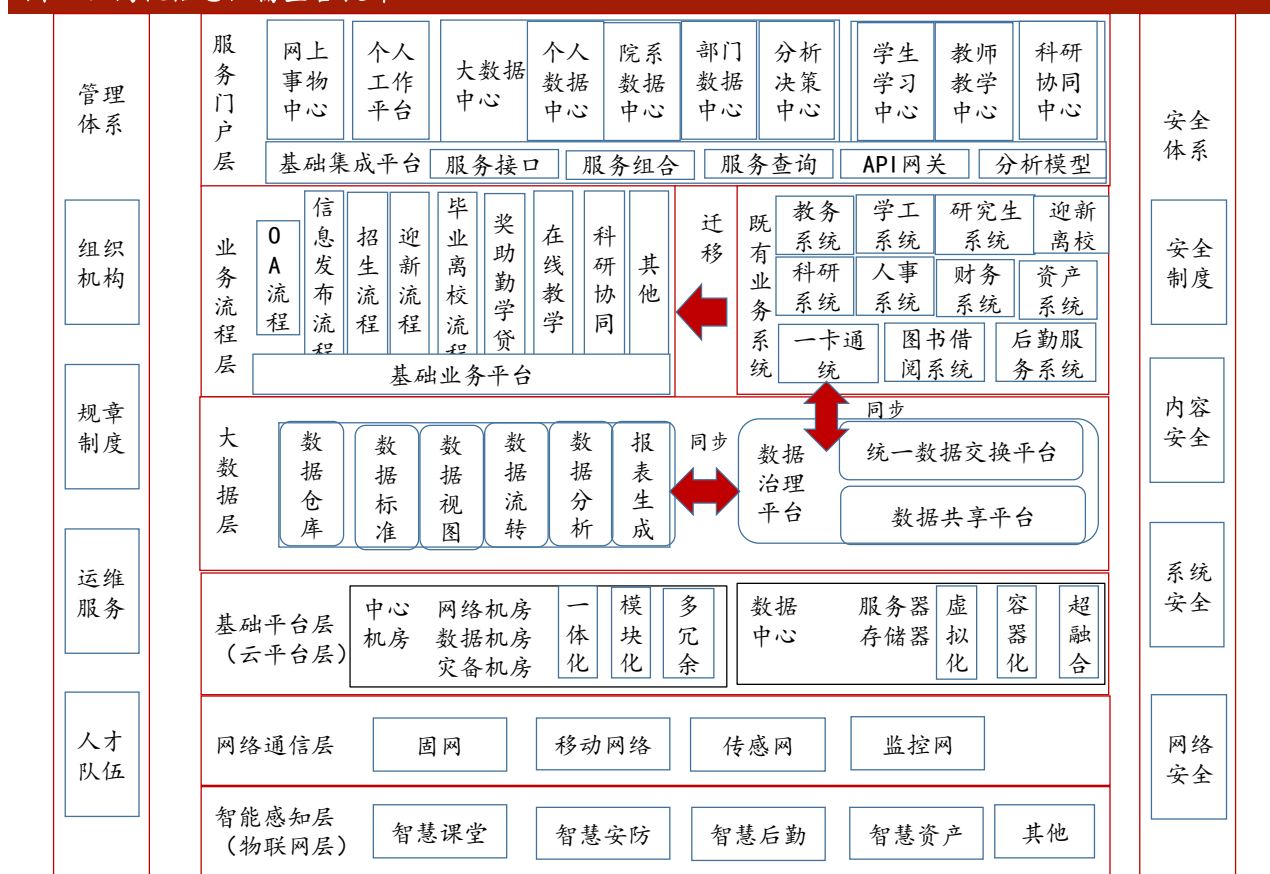 管理
体系
组织
机构
规章
制度
运维
服务
人才
队伍
服务门户层
网上
事物
中心
个人
工作
平台
大数据
中心
个人
数据
中心
院系
数据
中心
部门
数据
中心
分析
决策
中心
学生
学习
中心
教师
教学
中心
科研
协同
中心
基础集成平台
服务接口
服务组合
服务查询
API网关
分析模型
业务流程层
OA流程
信息发布流程
招生流程
迎新流程
毕业离校流程
奖助勤学贷
在线教学
科研协同
其他
基础业务平台
迁移
既有业务系统
教务
系统
学工
系统
研究生
系统
迎新
离校
科研
系统
人事
系统
财务
系统
资产
系统
一卡通
统
图书借
阅系统
后勤服
务系统
大数据层
数据仓库
数据标准
数据视图
数据流转
数据分析
报表生成
同步
同步
数据
治理
平台
统一数据交换平台
数据共享平台
基础平台层
（云平台层）
中心
机房
网络机房
数据机房
灾备机房
一体化
模块化
多冗余
数据
中心
服务器
存储器
虚拟化
容器化
超融合
网络通信层
固网
移动网络
传感网
监控网
智能感知层
（物联网层）
智慧课堂
智慧安防
智慧后勤
智慧资产
其他
安全
体系
安全
制度
内容
安全
系统
安全
网络
安全